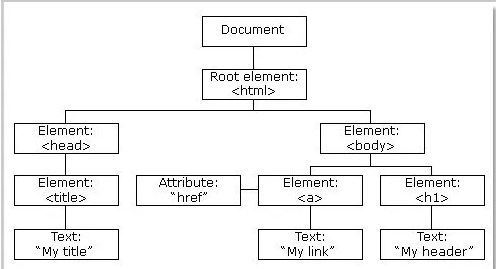 Document
Root element:
<html>
Element:
<head>
Element:
<body>
Element:
<title>
Attribute:
“href”
Element:
<a>
Element:
<h1>
Text:
“My title”
Text:
“My link”
Text:
“My header”